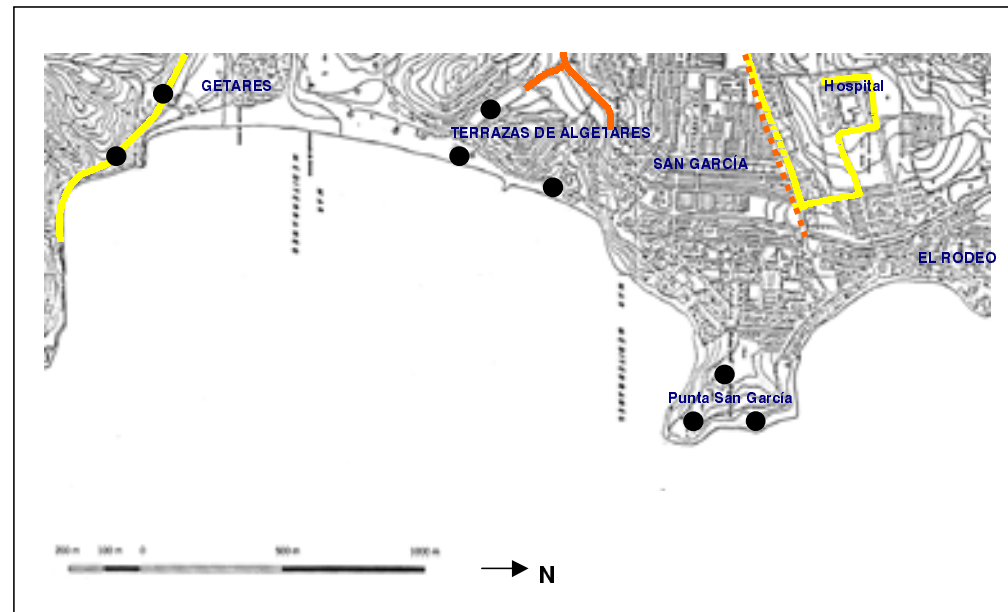 GETARES
Hospital
TERRAZAS DE ALGETARES
SAN GARCÍA
EL RODEO
Punta San García
200 m 100 m 0 500 m 1000 m
N